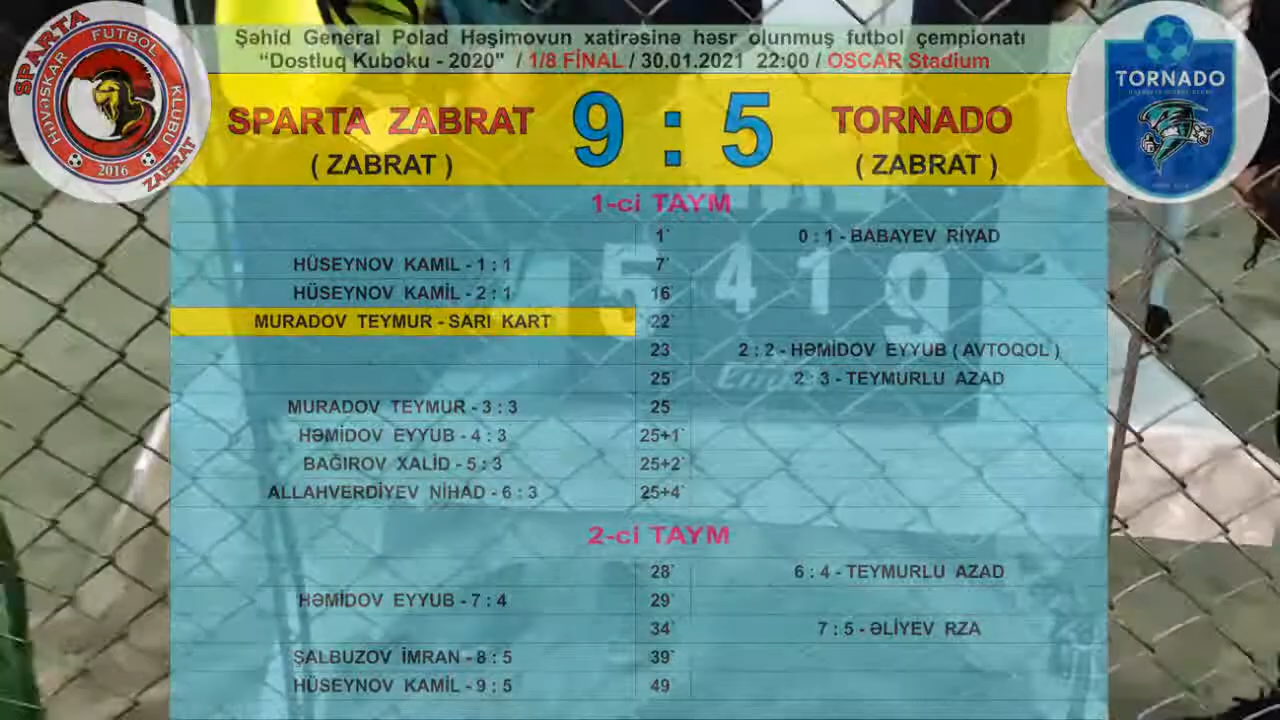 Şəhid General Polad Həşimovun xatirəsinə həsr olunmuş futbol çempionatı
“Dostluq Kuboku - 2020" / 1/8 FİNAL / 30.01.2021 22:00 / OSCAR Stadium
SPARTA
HƏVƏSKAR FUTBOL KLUBU
2016
ZABRAT
TORNADO
SPARTA ZABRAT 9 : 5 TORNADO
( ZABRAT ) ( ZABRAT )
1-ci TAYM
1` 0 : 1 - BABAYEV RİYAD
HÜSEYNOV KAMİL - 1 : 1 7`
HÜSEYNOV KAMİL - 2 : 1 16
MURADOV TEYMUR - SARI KART 22`
23 2 : 2 - HƏMİDOV EYYUB ( AVTOQOL )
25` 2 : 3 - TEYMURLU AZAD
MURADOV TEYMUR - 3 : 3 25`
HƏMİDOV EYYUB - 4 : 3 25+1`
BAĞIROV XALİD - 5 : 3 25+2`
ALLAHVERDİYEV NİHAD - 6 : 3 25+4`
5 4 1 9
2-ci TAYM
28` 6 : 4 - TEYMURLU AZAD
HƏMİDOV EYYUB - 7 : 4 29`
34` 7 : 5 - ƏLİYEV RZA
ŞALBUZOV İMRAN - 8 : 5 39`
HÜSEYNOV KAMİL - 9 : 5 49